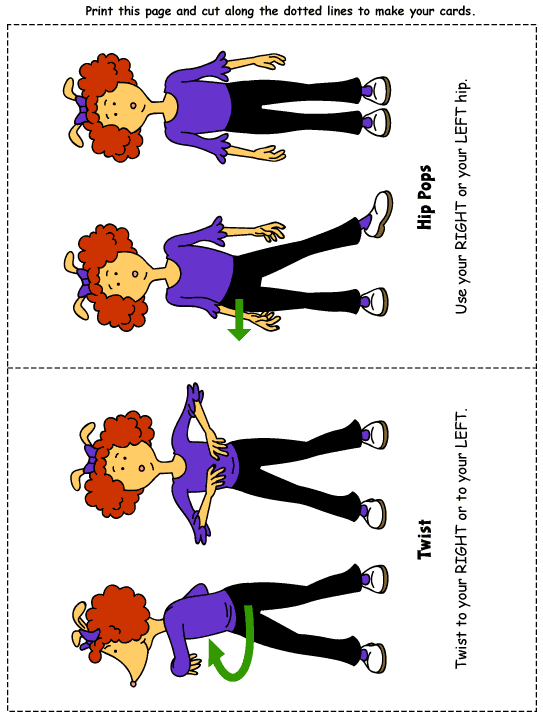 Print this page and cut along the dotted lines to make your cards.
Hip Pops
Use your RIGHT or your LEFT hip.
Twist
Twist to your RIGHT or to your LEFT.